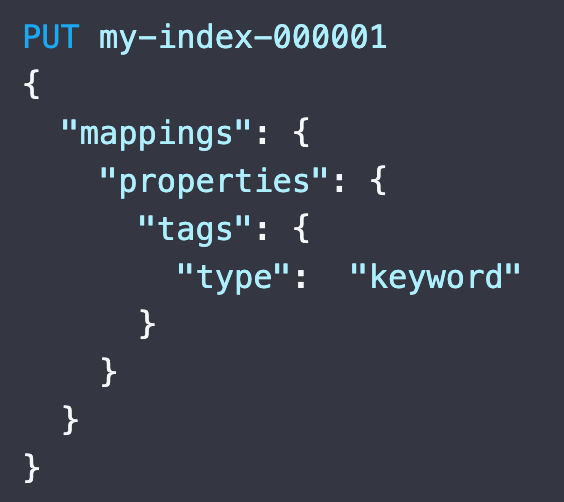 PUT my-index-000001
{
  "mappings": {
    "properties": {
      "tags": {
        "type":  "keyword"
      }
    }
  }
}